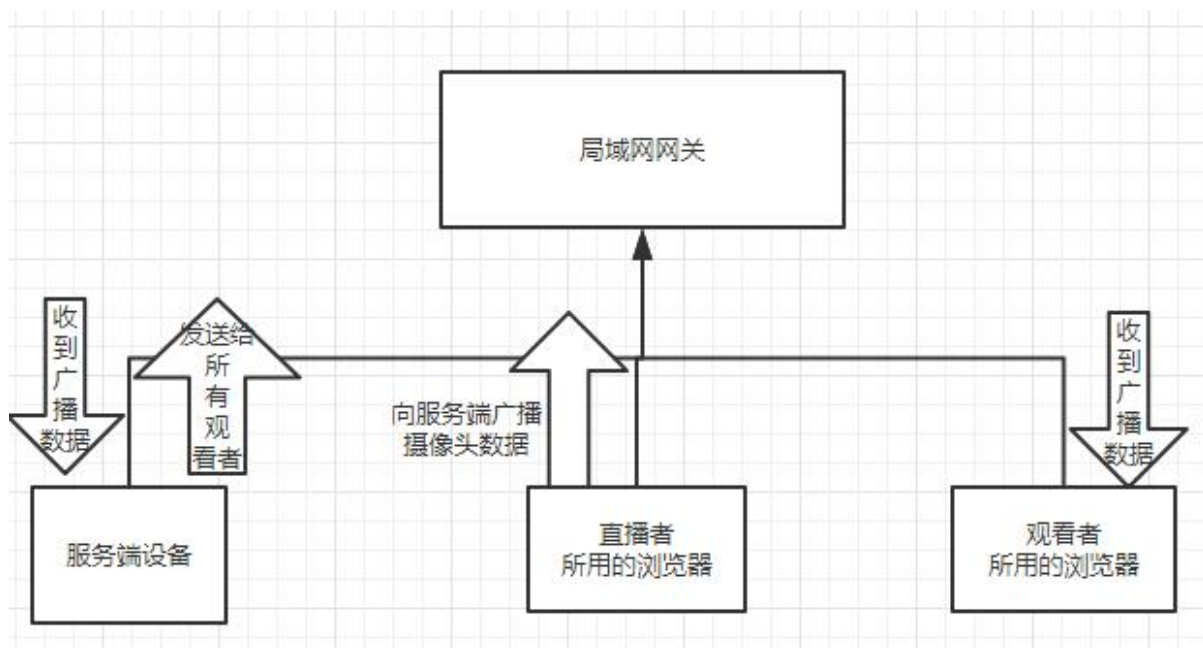 局域网网关
收
到
广
播
数据
发送给
所
有
观
看者
向服务端广播
摄像头数据
收
到
广
播
数据
服务端设备
直播者
所用的浏览器
观看者
所用的浏览器